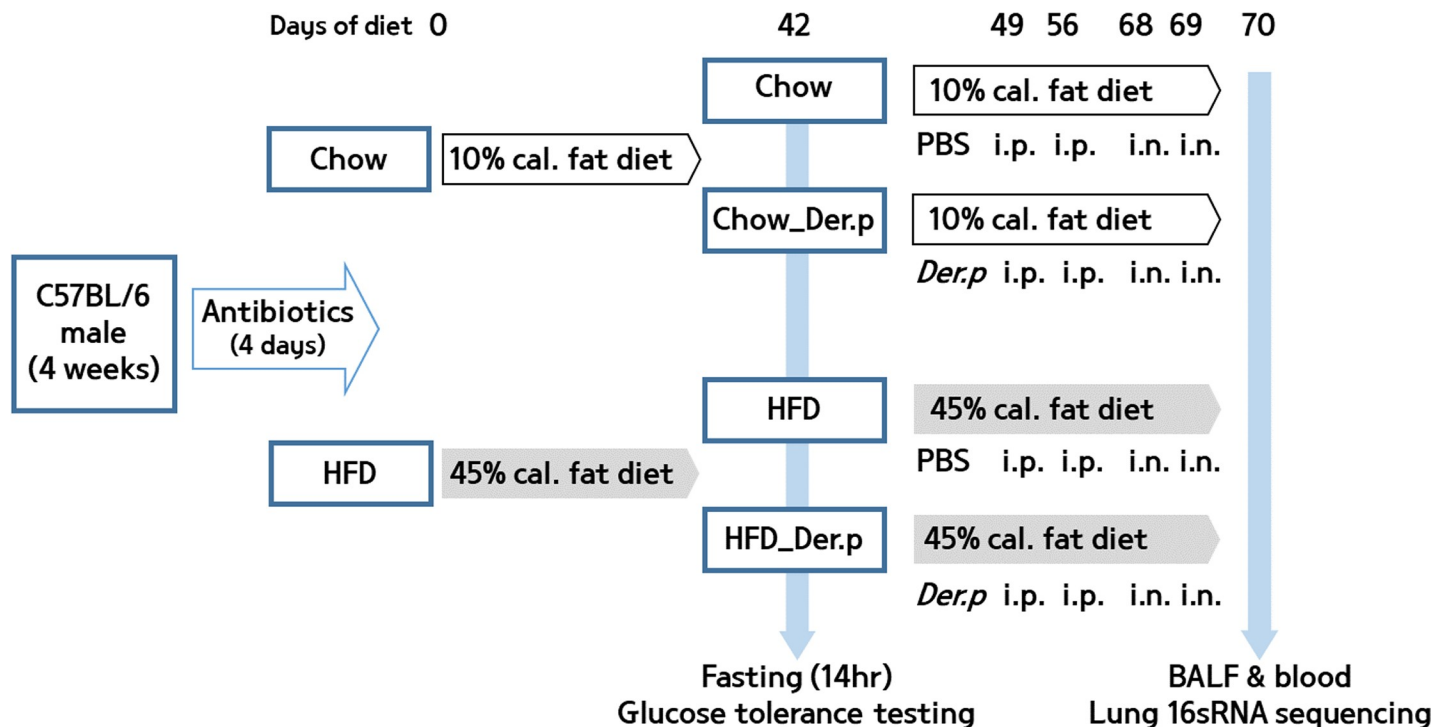 Days of diet 0 42 49 56 68 69 70
Chow
10% cal. fat diet
PBS i.p. i.p. i.n. i.n.
Chow
10% cal. fat diet
Chow_Der.p
10% cal. fat diet
Der.p i.p. i.p. i.n. i.n.
C57BL/6
male
(4 weeks)
Antibiotics
(4 days)
HFD
45% cal. fat diet
PBS i.p. i.p. i.n. i.n.
HFD
45% cal. fat diet
HFD_Der.p
45% cal. fat diet
Der.p i.p. i.p. i.n. i.n.
Fasting (14hr)
Glucose tolerance testing
BALF & blood
Lung 16sRNA sequencing